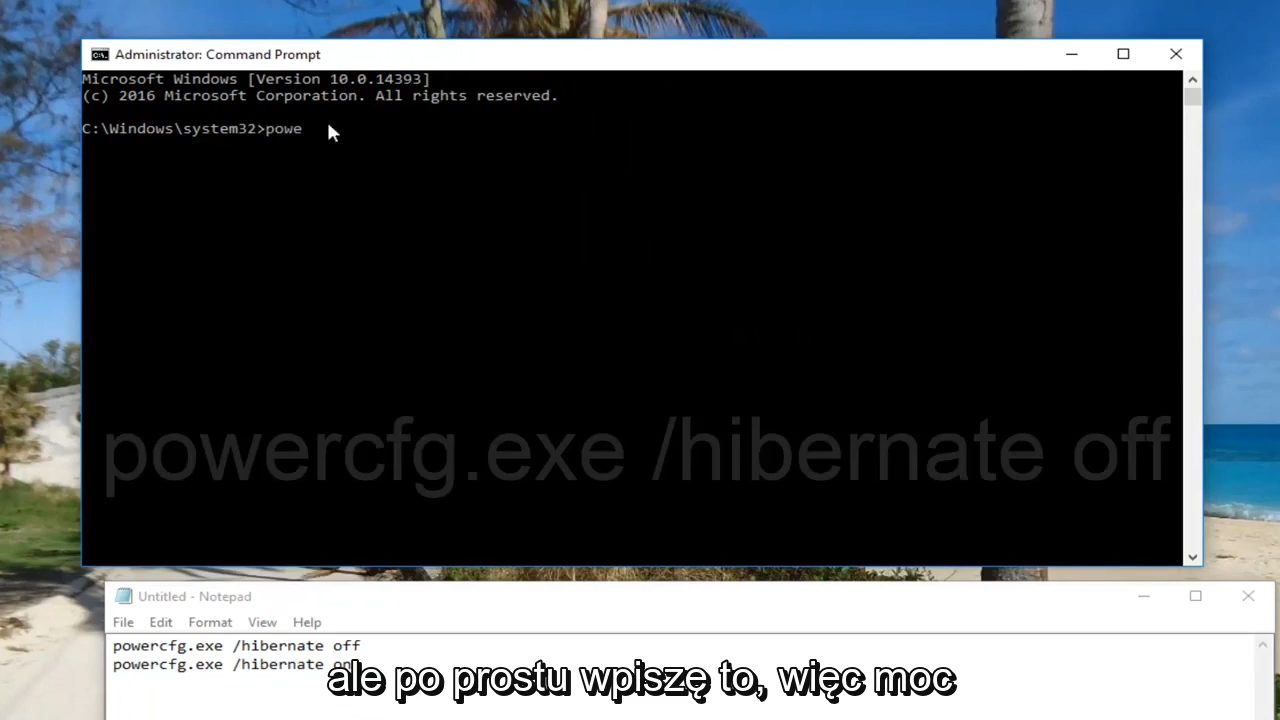 Administrator: Command Prompt
Microsoft Windows [Version 10.0.14393]
(c) 2016 Microsoft Corporation. All rights reserved.
C:\Windows\system32>powe
powercfg.exe /hibernate off
Untitled - Notepad
File Edit Format View Help
powercfg.exe /hibernate off
powercfg.exe /hibernate on
ale po prostu wpiszę to, więc moc